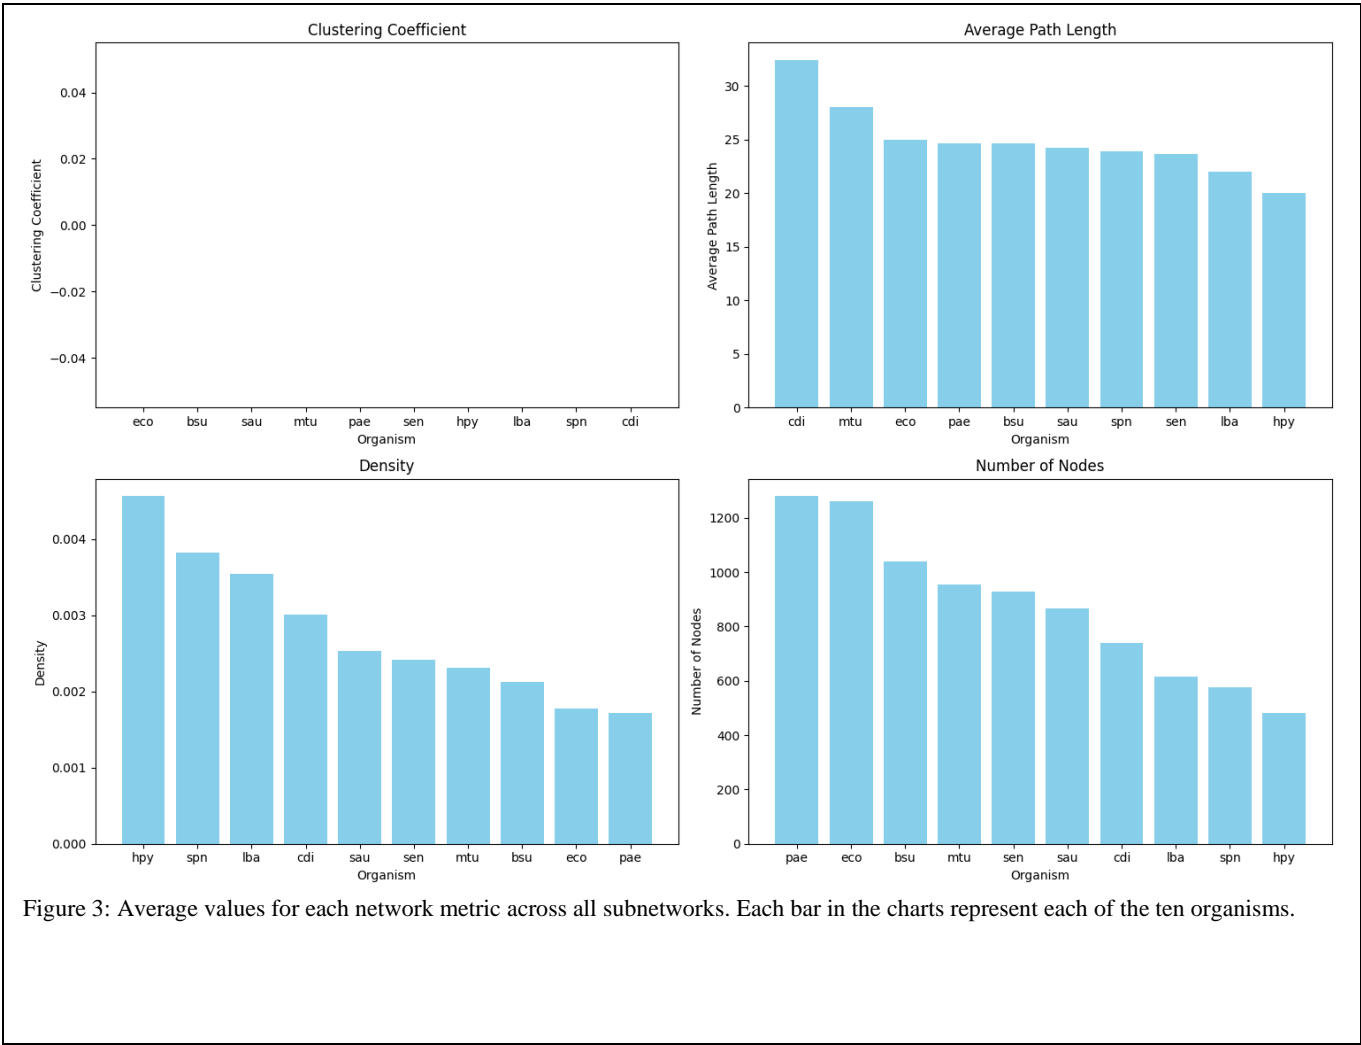 Clustering Coefficient
Clustering Coefficient
0.04
0.02
0.00
−0.02
−0.04
eco bsu sau mtu pae sen hpy lba spn cdi
Organism
Average Path Length
Average Path Length
30
25
20
15
10
5
0
cdi mtu eco pae bsu sau spn sen lba hpy
Organism
Density
Density
0.004
0.003
0.002
0.001
0.000
hpy spn lba cdi sau sen mtu bsu eco pae
Organism
Number of Nodes
Number of Nodes
1200
1000
800
600
400
200
0
pae eco bsu mtu sen sau cdi lba spn hpy
Organism
Figure 3: Average values for each network metric across all subnetworks. Each bar in the charts represent each of the ten organisms.